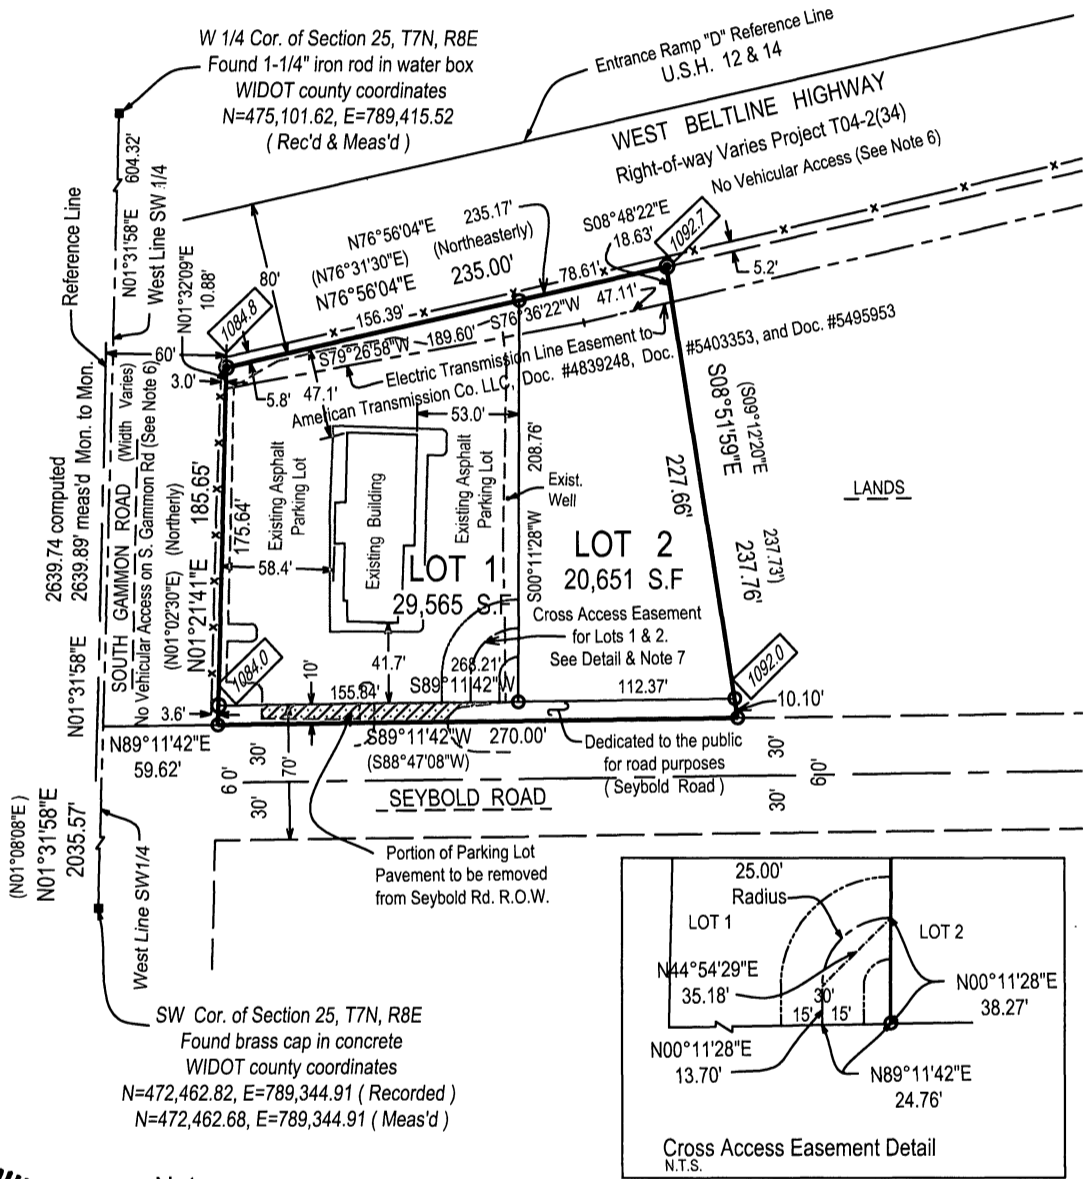 W 1/4 Cor. of Section 25, T7N, R8E
Found 1-1/4" iron rod in water box
WIDOT county coordinates
N=475,101.62, E=789,415.52
( Rec'd & Meas'd )
Entrance Ramp "D" Reference Line
U.S.H. 12 & 14
WEST BELTLINE HIGHWAY
Right-of-way Varies Project T04-2(34)
No Vehicular Access (See Note 6)
Reference Line
N01°31'58"E 604.32'
West Line SW 1/4
N01°32'09"E
10.88'
1084.8
80'
N76°56'04"E
(N76°31'30"E)
N76°56'04"E
235.17'
(Northeasterly)
235.00'
S08°48'22"E
18.63'
1092.7
5.2'
78.61'
156.39'
S76°36'22"W 47.11'
S79°26'58"W 189.60'
60'
3.0'
5.8'
47.1'
Electric Transmission Line Easement to
American Transmission Co. LLC, Doc. #4839248, Doc. #5403353, and Doc. #5495953
53.0'
2639.74 computed
2639.89' meas'd Mon. to Mon.
SOUTH GAMMON ROAD (Width Varies)
No Vehicular Access on S. Gammon Rd (See Note 6)
(N01°02'30"E) (Northerly)
N01°21'41"E 185.65'
175.64'
Existing Asphalt
Parking Lot
Existing Building
Existing Asphalt
Parking Lot
58.4'
208.76'
S00°11'28"W
Exist.
Well
S08°51'59"E
(S09°12'20"E
227.66'
237.73')
237.76'
LANDS
LOT 1
29,565 S.F
LOT 2
20,651 S.F
Cross Access Easement
for Lots 1 & 2.
See Detail & Note 7
41.7'
268.21'
S89°11'42"W
112.37'
1084.0
1092.0
10'
155.84'
10.10'
3.6'
N89°11'42"E
59.62'
S89°11'42"W 270.00'
(S88°47'08"W)
Dedicated to the public
for road purposes
( Seybold Road )
60'
30'
30'
70'
30'
30'
60'
SEYBOLD ROAD
N01°31'58"E
(N01°08'08"E )
N01°31'58"E
2035.57'
West Line SW1/4
Portion of Parking Lot
Pavement to be removed
from Seybold Rd. R.O.W.
SW Cor. of Section 25, T7N, R8E
Found brass cap in concrete
WIDOT county coordinates
N=472,462.82, E=789,344.91 ( Recorded )
N=472,462.68, E=789,344.91 ( Meas'd )
25.00'
Radius
LOT 1
LOT 2
N44°54'29"E
35.18'
30'
15'
15'
N00°11'28"E
38.27'
N00°11'28"E
13.70'
N89°11'42"E
24.76'
Cross Access Easement Detail
N.T.S.